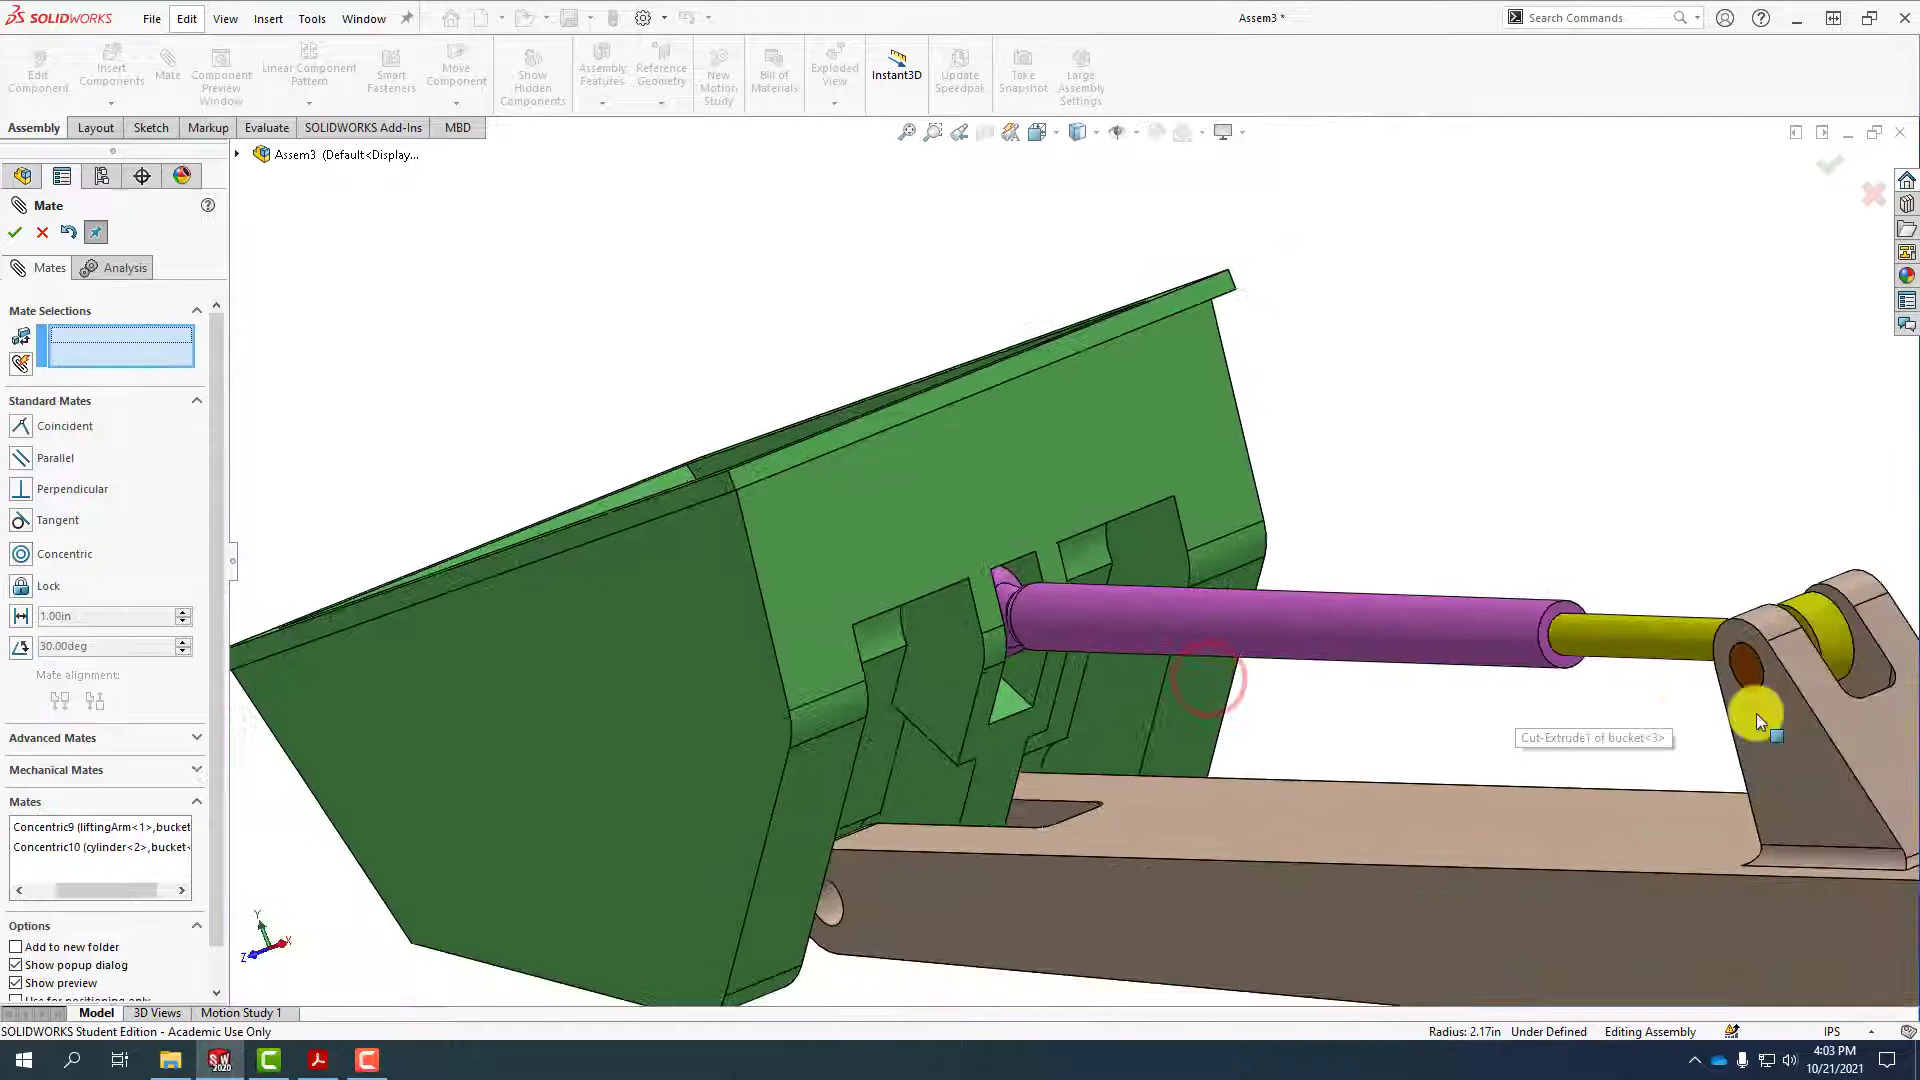 SOLIDWORKS File Edit View Insert Tools Window
Assem3 *
Search Commands
Edit Component
Insert Components
Mate
Component Preview Window
Linear Component Pattern
Smart Fasteners
Move Component
Show Hidden Components
Assembly Features
Reference Geometry
New Motion Study
Bill of Materials
Exploded View
Instant3D
Update Speedpak
Take Snapshot
Large Assembly Settings
Assembly Layout Sketch Markup Evaluate SOLIDWORKS Add-Ins MBD
Assem3 (Default<Display...
Mate
Mates Analysis
Mate Selections
Standard Mates
Coincident
Parallel
Perpendicular
Tangent
Concentric
Lock
1.00in
30.00deg
Mate alignment:
Advanced Mates
Mechanical Mates
Mates
Concentric9 (liftingArm<1>,bucket
Concentric10 (cylinder<2>,bucket<
Options
Add to new folder
Show popup dialog
Show preview
Use for positioning only
Cut-Extrude1 of bucket<3>
Y
X
Z
Model 3D Views Motion Study 1
SOLIDWORKS Student Edition - Academic Use Only
Radius: 2.17in Under Defined Editing Assembly IPS
SW 2020
4:03 PM
10/21/2021